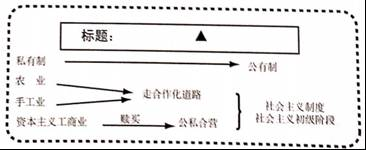 标题： ▲
私有制 公有制
农 业
走合作化道路
手工业
社会主义制度
社会主义初级阶段
赎买
资本主义工商业 公私合营